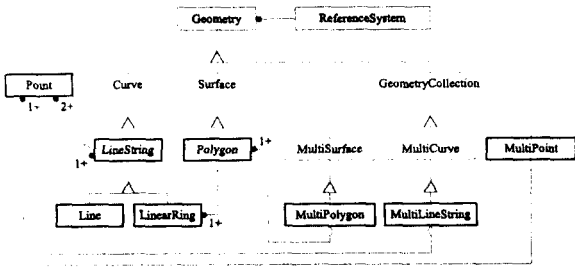 Geometry ReferenceSystem
Point Curve Surface GeometryCollection
1+ 2+
LineString Polygon 1+ MultiSurface MultiCurve MultiPoint
1+
Line LinearRing 1+ MultiPolygon MultiLineString